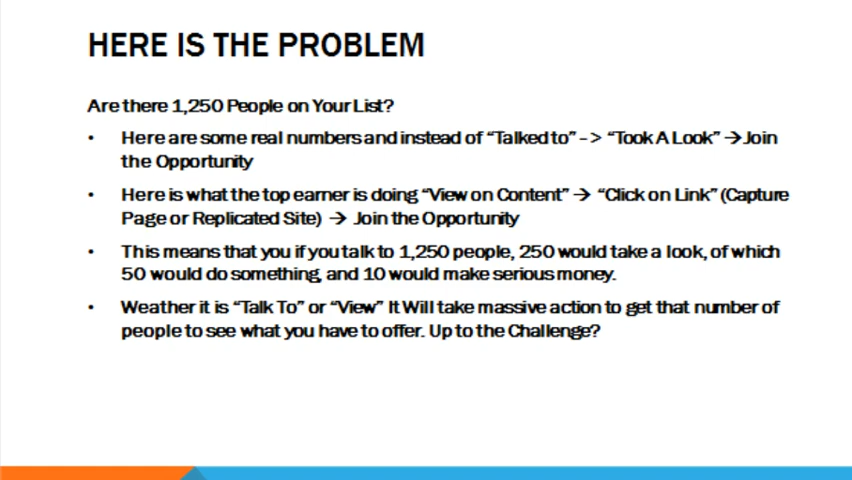 HERE IS THE PROBLEM
Are there 1,250 People on Your List?
• Here are some real numbers and instead of “Talked to” - > “Took A Look” → Join
the Opportunity
• Here is what the top earner is doing “View on Content” → “Click on Link” (Capture
Page or Replicated Site) → Join the Opportunity
• This means that you if you talk to 1,250 people, 250 would take a look, of which
50 would do something, and 10 would make serious money.
• Weather it is “Talk To” or “View” It Will take massive action to get that number of
people to see what you have to offer. Up to the Challenge?